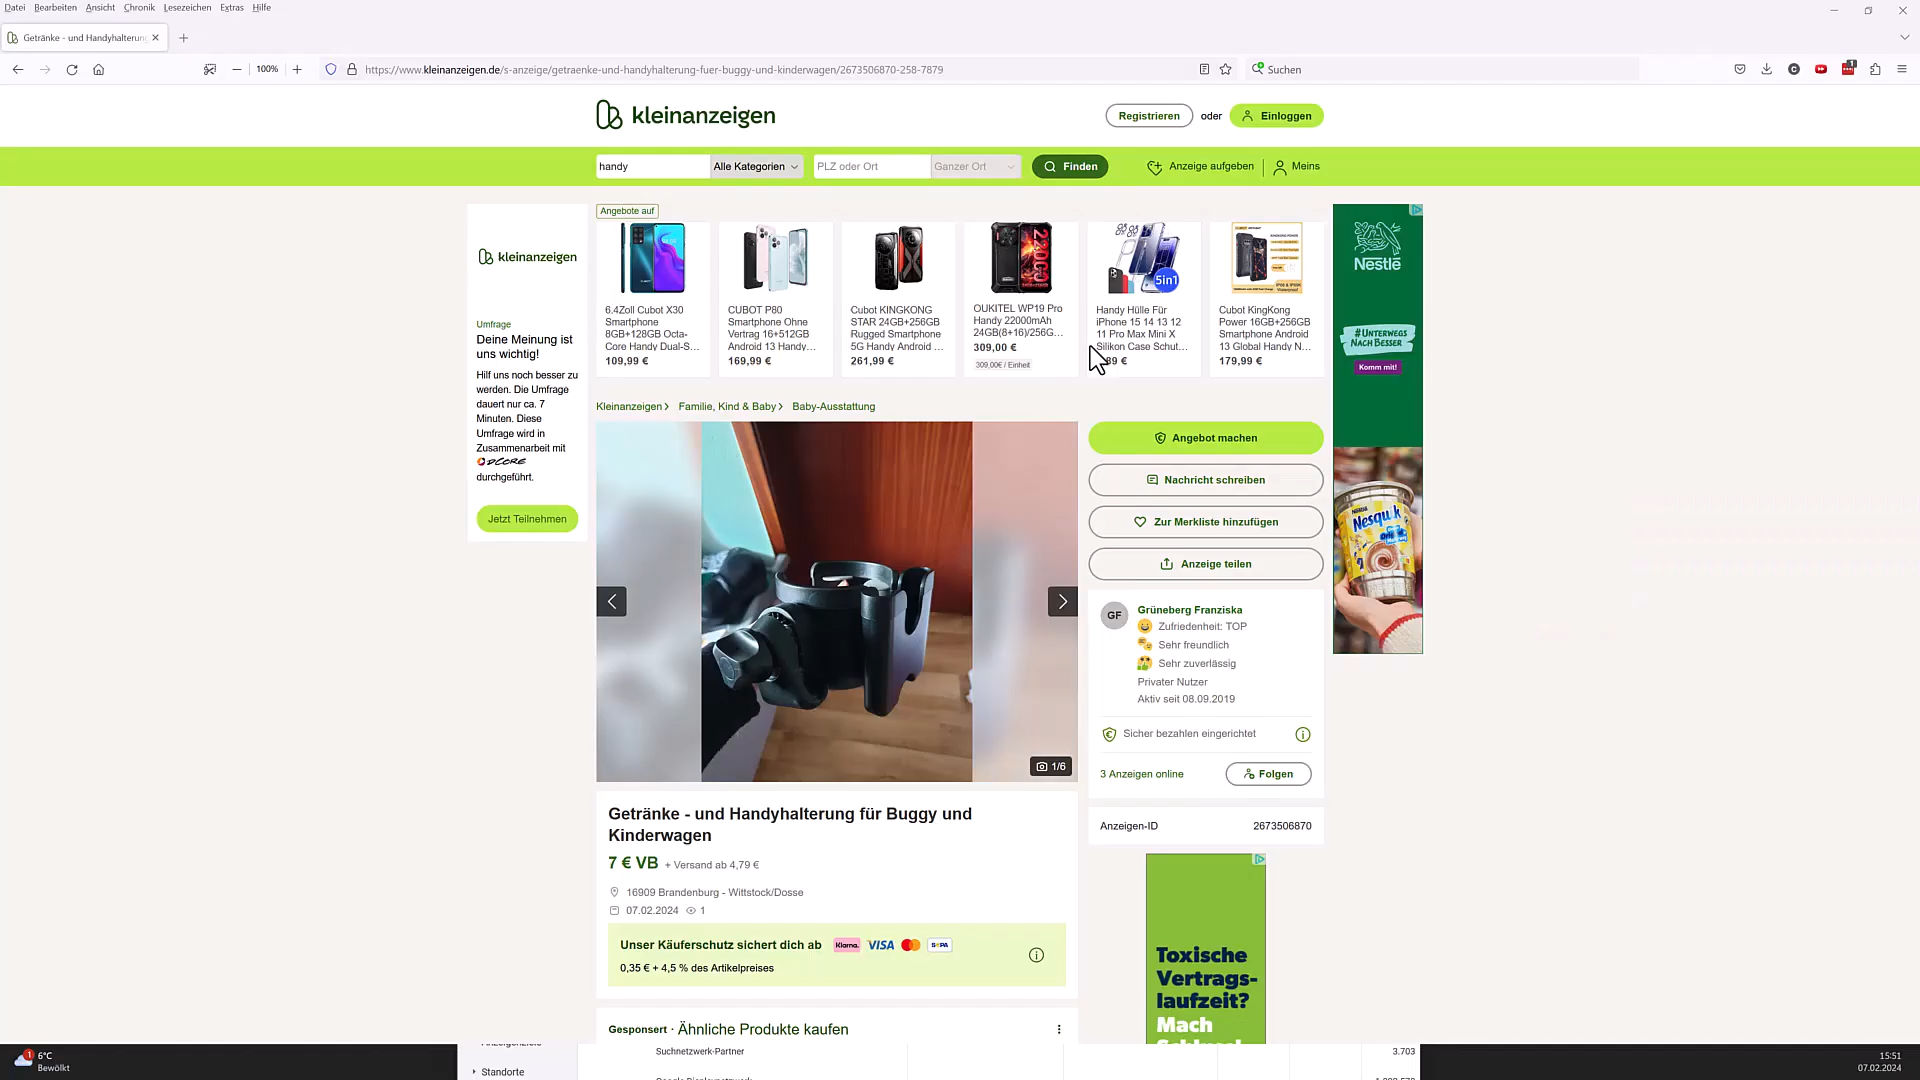 Datei Bearbeiten Ansicht Chronik Lesezeichen Extras Hilfe
Getränke - und Handyhalterung
100%
https://www.kleinanzeigen.de/s-anzeige/getraenke-und-handyhalterung-fuer-buggy-und-kinderwagen/2673506870-258-7879
Suchen
1
kleinanzeigen
Registrieren oder Einloggen
handy Alle Kategorien PLZ oder Ort Ganzer Ort Finden Anzeige aufgeben Meins
kleinanzeigen
Umfrage
Deine Meinung ist
uns wichtig!
Hilf uns noch besser zu
werden. Die Umfrage
dauert nur ca. 7
Minuten. Diese
Umfrage wird in
Zusammenarbeit mit
DCORE
durchgeführt.
Jetzt Teilnehmen
Angebote auf
6.4Zoll Cubot X30
Smartphone
8GB+128GB Octa-
Core Handy Dual-S...
109,99 €
CUBOT P80
Smartphone Ohne
Vertrag 16+512GB
Android 13 Handy...
169,99 €
Cubot KINGKONG
STAR 24GB+256GB
Rugged Smartphone
5G Handy Android ...
261,99 €
22000
OUKITEL WP19 Pro
Handy 22000mAh
24GB(8+16)/256G...
309,00 €
309,00€ / Einheit
5in1
Handy Hülle Für
iPhone 15 14 13 12
11 Pro Max Mini X
Silikon Case Schut...
89 €
Cubot KingKong
Power 16GB+256GB
Smartphone Android
13 Global Handy N...
179,99 €
Kleinanzeigen Familie, Kind & Baby Baby-Ausstattung
1/6
Getränke - und Handyhalterung für Buggy und
Kinderwagen
7 € VB + Versand ab 4,79 €
16909 Brandenburg - Wittstock/Dosse
07.02.2024 1
Unser Käuferschutz sichert dich ab Klarna. VISA SEPA
0,35 € + 4,5 % des Artikelpreises
Gesponsert · Ähnliche Produkte kaufen
Angebot machen
Nachricht schreiben
Zur Merkliste hinzufügen
Anzeige teilen
GF
Grüneberg Franziska
Zufriedenheit: TOP
Sehr freundlich
Sehr zuverlässig
Privater Nutzer
Aktiv seit 08.09.2019
Sicher bezahlen eingerichtet
3 Anzeigen online Folgen
Anzeigen-ID 2673506870
Toxische
Vertrags-
laufzeit?
Mach
Nestlé
#UNTERWEGS
NACH BESSER
Komm mit!
Nesquik
Suchnetzwerk-Partner 3.703
Standorte
1
6°C
Bewölkt
15:51
07.02.2024